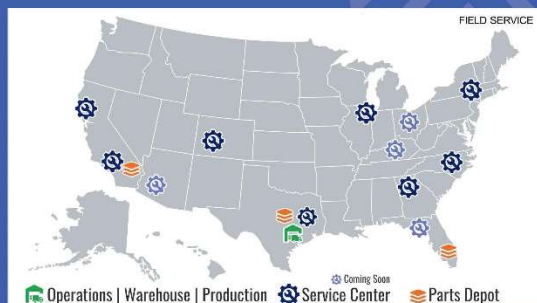 FIELD SERVICE
Coming Soon
Operations | Warehouse | Production Service Center Parts Depot